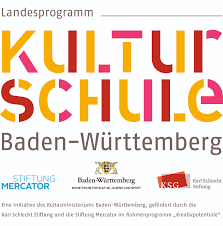 Landesprogramm
KULTUR
SCHULE
Baden-Württemberg
STIFTUNG
MERCATOR
Baden-Württemberg
MINISTERIUM FÜR KULTUS, JUGEND UND SPORT
KSG
Karl Schlecht
Stiftung
Eine Initiative des Kultusministeriums Baden-Württemberg, gefördert durch die
Karl Schlecht Stiftung und die Stiftung Mercator im Rahmenprogramm „Kreativpotentiale"